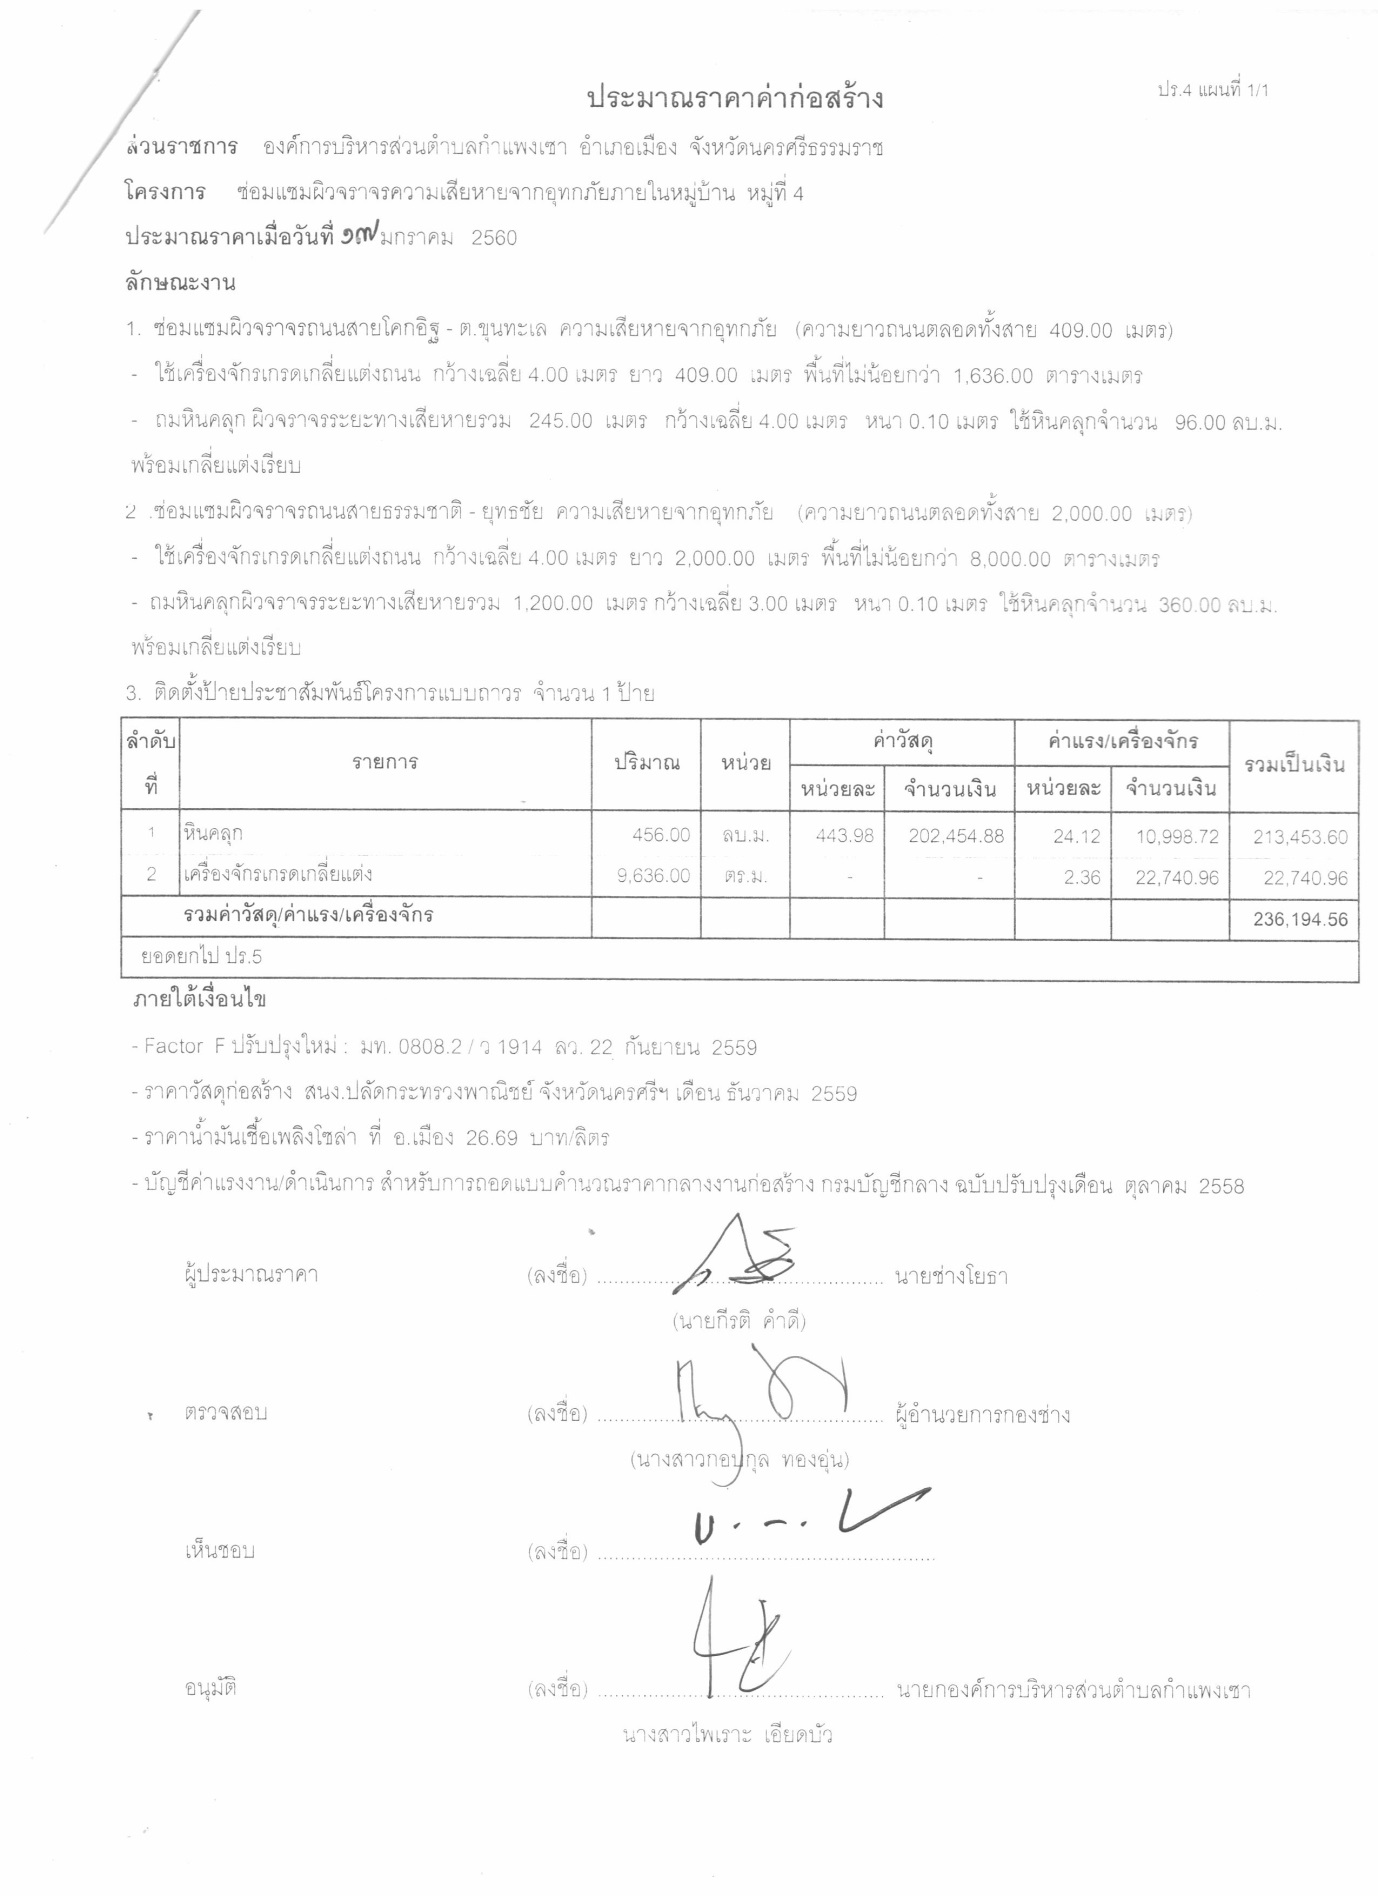 ปร.4 แผนที่ 1/1
ประมาณราคาค่าก่อสร้าง
ส่วนราชการ องค์การบริหารส่วนตำบลกำแพงเซา อำเภอเมือง จังหวัดนครศรีธรรมราช
โครงการ ซ่อมแซมผิวจราจรความเสียหายจากอุทกภัยภายในหมู่บ้าน หมู่ที่ 4
ประมาณราคาเมื่อวันที่ ๑๗ มกราคม 2560
ลักษณะงาน
1. ซ่อมแซมผิวจราจรถนนสายโคกอิฐ - ต.ขุนทะเล ความเสียหายจากอุทกภัย (ความยาวถนนตลอดทั้งสาย 409.00 เมตร)
- ใช้เครื่องจักรเกรดเกลี่ยแต่งถนน กว้างเฉลี่ย 4.00 เมตร ยาว 409.00 เมตร พื้นที่ไม่น้อยกว่า 1,636.00 ตารางเมตร
- ถมหินคลุก ผิวจราจรระยะทางเสียหายรวม 245.00 เมตร กว้างเฉลี่ย 4.00 เมตร หนา 0.10 เมตร ใช้หินคลุกจำนวน 96.00 ลบ.ม.
พร้อมเกลี่ยแต่งเรียบ
2 .ซ่อมแซมผิวจราจรถนนสายธรรมชาติ - ยุทธชัย ความเสียหายจากอุทกภัย (ความยาวถนนตลอดทั้งสาย 2,000.00 เมตร)
- ใช้เครื่องจักรเกรดเกลี่ยแต่งถนน กว้างเฉลี่ย 4.00 เมตร ยาว 2,000.00 เมตร พื้นที่ไม่น้อยกว่า 8,000.00 ตารางเมตร
- ถมหินคลุกผิวจราจรระยะทางเสียหายรวม 1,200.00 เมตร กว้างเฉลี่ย 3.00 เมตร หนา 0.10 เมตร ใช้หินคลุกจำนวน 360.00 ลบ.ม.
พร้อมเกลี่ยแต่งเรียบ
3. ติดตั้งป้ายประชาสัมพันธ์โครงการแบบถาวร จำนวน 1 ป้าย
ลำดับที่ รายการ ปริมาณ หน่วย ค่าวัสดุ ค่าแรง/เครื่องจักร รวมเป็นเงิน
หน่วยละ จำนวนเงิน หน่วยละ จำนวนเงิน
1 หินคลุก 456.00 ลบ.ม. 443.98 202,454.88 24.12 10,998.72 213,453.60
2 เครื่องจักรเกรดเกลี่ยแต่ง 9,636.00 ตร.ม. - - 2.36 22,740.96 22,740.96
รวมค่าวัสดุ/ค่าแรง/เครื่องจักร 236,194.56
ยอดยกไป ปร.5
ภายใต้เงื่อนไข
- Factor F ปรับปรุงใหม่ : มท. 0808.2 / ว 1914 ลว. 22 กันยายน 2559
- ราคาวัสดุก่อสร้าง สนง.ปลัดกระทรวงพาณิชย์ จังหวัดนครศรีฯ เดือน ธันวาคม 2559
- ราคาน้ำมันเชื้อเพลิงโซล่า ที่ อ.เมือง 26.69 บาท/ลิตร
- บัญชีค่าแรงงาน/ดำเนินการ สำหรับการถอดแบบคำนวณราคากลางงานก่อสร้าง กรมบัญชีกลาง ฉบับปรับปรุงเดือน ตุลาคม 2558
ผู้ประมาณราคา (ลงชื่อ) ........................................ นายช่างโยธา
(นายกีรติ คำดี)
ตรวจสอบ (ลงชื่อ) ........................................ ผู้อำนวยการกองช่าง
(นางสาวกอบกุล ทองอุ่น)
เห็นชอบ (ลงชื่อ) ................................................
อนุมัติ (ลงชื่อ) ........................................ นายกองค์การบริหารส่วนตำบลกำแพงเซา
นางสาวไพเราะ เอียดบัว